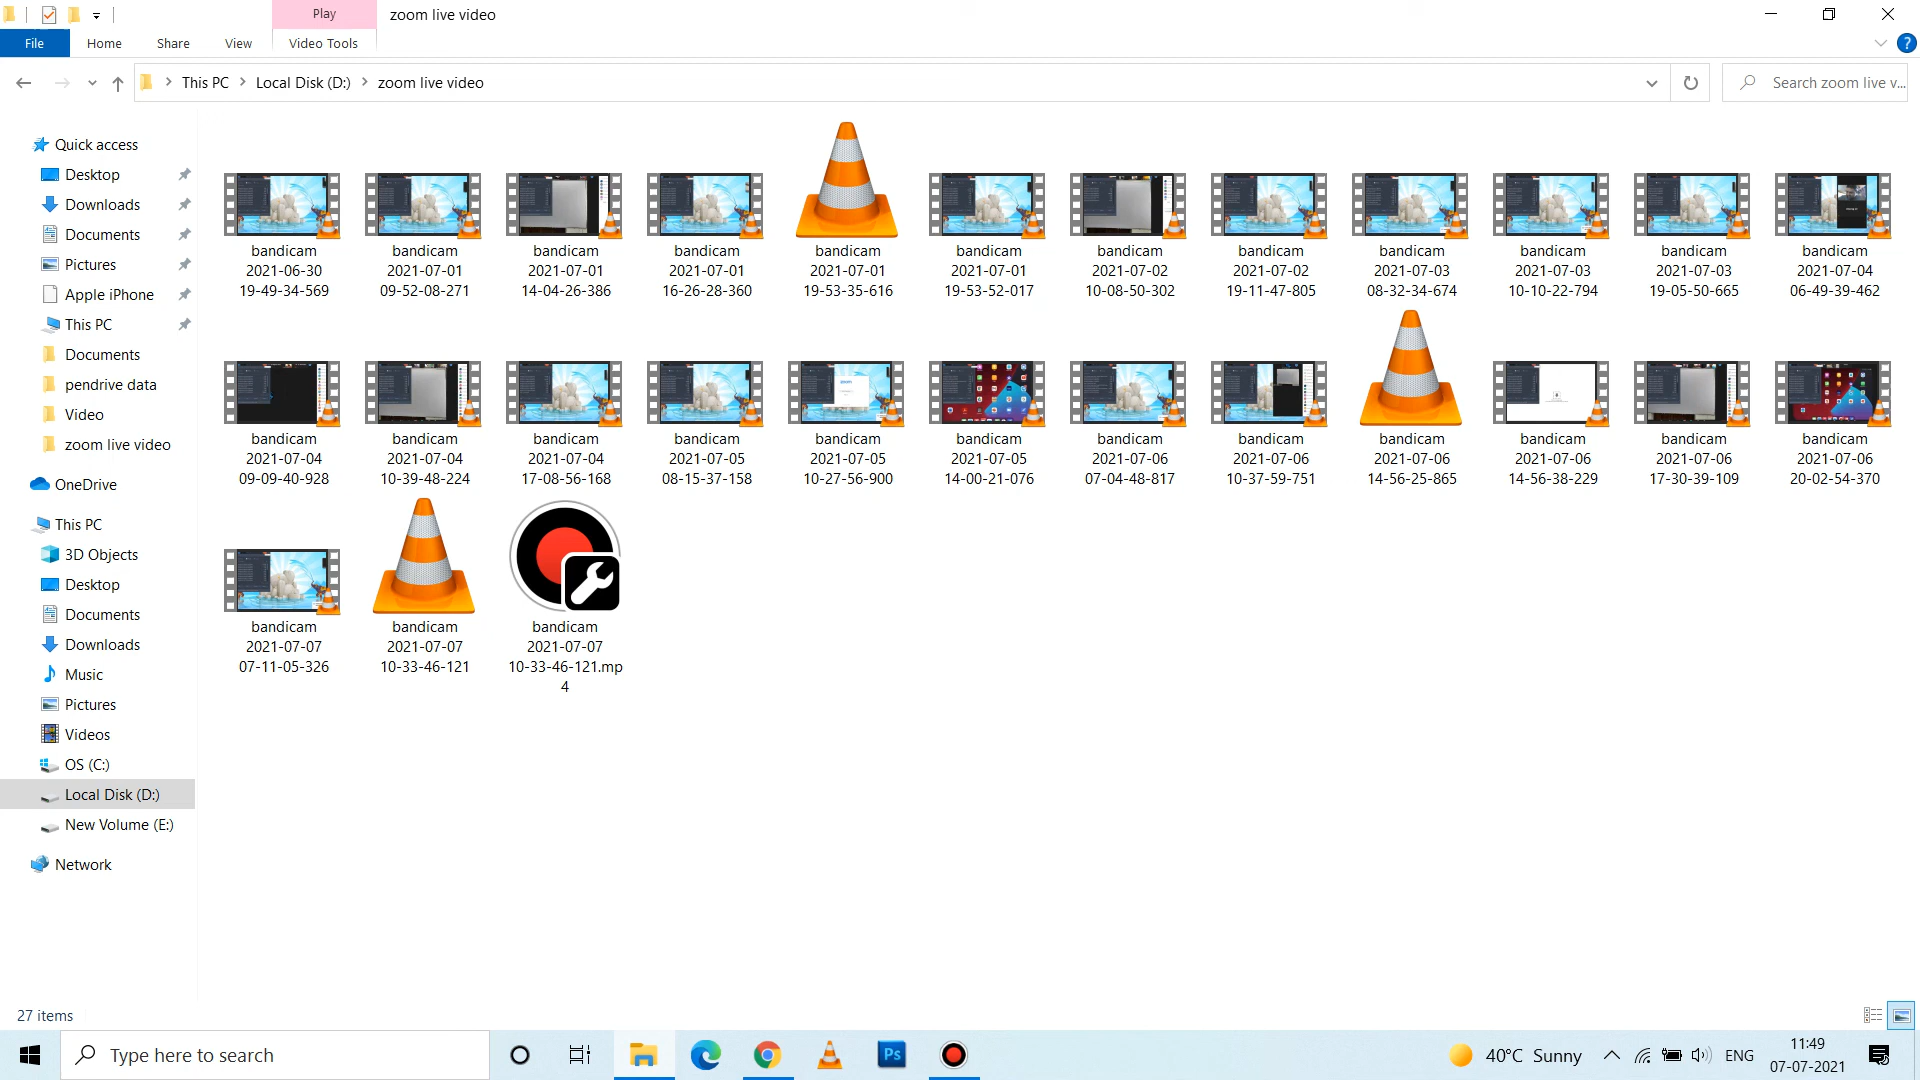 Play
zoom live video
File
Home
Share
View
Video Tools
This PC
Local Disk (D:)
zoom live video
Search zoom live v...
Quick access
Desktop
Downloads
Documents
Pictures
Apple iPhone
This PC
Documents
pendrive data
Video
zoom live video
OneDrive
This PC
3D Objects
Desktop
Documents
Downloads
Music
Pictures
Videos
OS (C:)
Local Disk (D:)
New Volume (E:)
Network
bandicam
2021-06-30
19-49-34-569
bandicam
2021-07-01
09-52-08-271
bandicam
2021-07-01
14-04-26-386
bandicam
2021-07-01
16-26-28-360
bandicam
2021-07-01
19-53-35-616
bandicam
2021-07-01
19-53-52-017
bandicam
2021-07-02
10-08-50-302
bandicam
2021-07-02
19-11-47-805
bandicam
2021-07-03
08-32-34-674
bandicam
2021-07-03
10-10-22-794
bandicam
2021-07-03
19-05-50-665
bandicam
2021-07-04
06-49-39-462
bandicam
2021-07-04
09-09-40-928
bandicam
2021-07-04
10-39-48-224
bandicam
2021-07-04
17-08-56-168
bandicam
2021-07-05
08-15-37-158
bandicam
2021-07-05
10-27-56-900
bandicam
2021-07-05
14-00-21-076
bandicam
2021-07-06
07-04-48-817
bandicam
2021-07-06
10-37-59-751
bandicam
2021-07-06
14-56-25-865
bandicam
2021-07-06
14-56-38-229
bandicam
2021-07-06
17-30-39-109
bandicam
2021-07-06
20-02-54-370
bandicam
2021-07-07
07-11-05-326
bandicam
2021-07-07
10-33-46-121
bandicam
2021-07-07
10-33-46-121.mp
4
27 items
Type here to search
Ps
40°C Sunny
ENG
11:49
07-07-2021